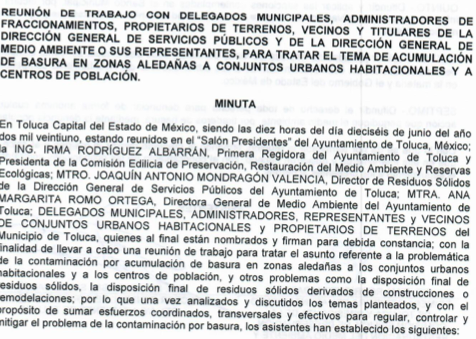 REUNIÓN DE TRABAJO CON DELEGADOS MUNICIPALES, ADMINISTRADORES DE
FRACCIONAMIENTOS, PROPIETARIOS DE TERRENOS, VECINOS Y TITULARES DE LA
DIRECCIÓN GENERAL DE SERVICIOS PÚBLICOS Y DE LA DIRECCIÓN GENERAL DE
MEDIO AMBIENTE O SUS REPRESENTANTES, PARA TRATAR EL TEMA DE ACUMULACIÓN
DE BASURA EN ZONAS ALEDAÑAS A CONJUNTOS URBANOS HABITACIONALES Y A
CENTROS DE POBLACIÓN.
MINUTA
En Toluca Capital del Estado de México, siendo las diez horas del día dieciséis de junio del año
dos mil veintiuno, estando reunidos en el "Salón Presidentes" del Ayuntamiento de Toluca, México;
la ING. IRMA RODRÍGUEZ ALBARRÁN, Primera Regidora del Ayuntamiento de Toluca y
Presidenta de la Comisión Edilicia de Preservación, Restauración del Medio Ambiente y Reservas
Ecológicas; MTRO. JOAQUÍN ANTONIO MONDRAGÓN VALENCIA, Director de Residuos Sólidos
de la Dirección General de Servicios Públicos del Ayuntamiento de Toluca; MTRA. ANA
MARGARITA ROMO ORTEGA, Directora General de Medio Ambiente del Ayuntamiento de
Toluca; DELEGADOS MUNICIPALES, ADMINISTRADORES, REPRESENTANTES y VECINOS
DE CONJUNTOS URBANOS HABITACIONALES y PROPIETARIOS DE TERRENOS del
Municipio de Toluca, quienes al final están nombrados y firman para debida constancia; con la
finalidad de llevar a cabo una reunión de trabajo para tratar el asunto referente a la problemática
de la contaminación por acumulación de basura en zonas aledañas a los conjuntos urbanos
habitacionales y a los centros de población, y otros problemas como la disposición final de
residuos sólidos, la disposición final de residuos sólidos derivados de construcciones o
remodelaciones; por lo que una vez analizados y discutidos los temas planteados, y con el
propósito de sumar esfuerzos coordinados, transversales y efectivos para regular, controlar y
mitigar el problema de la contaminación por basura, los asistentes han establecido los siguientes: